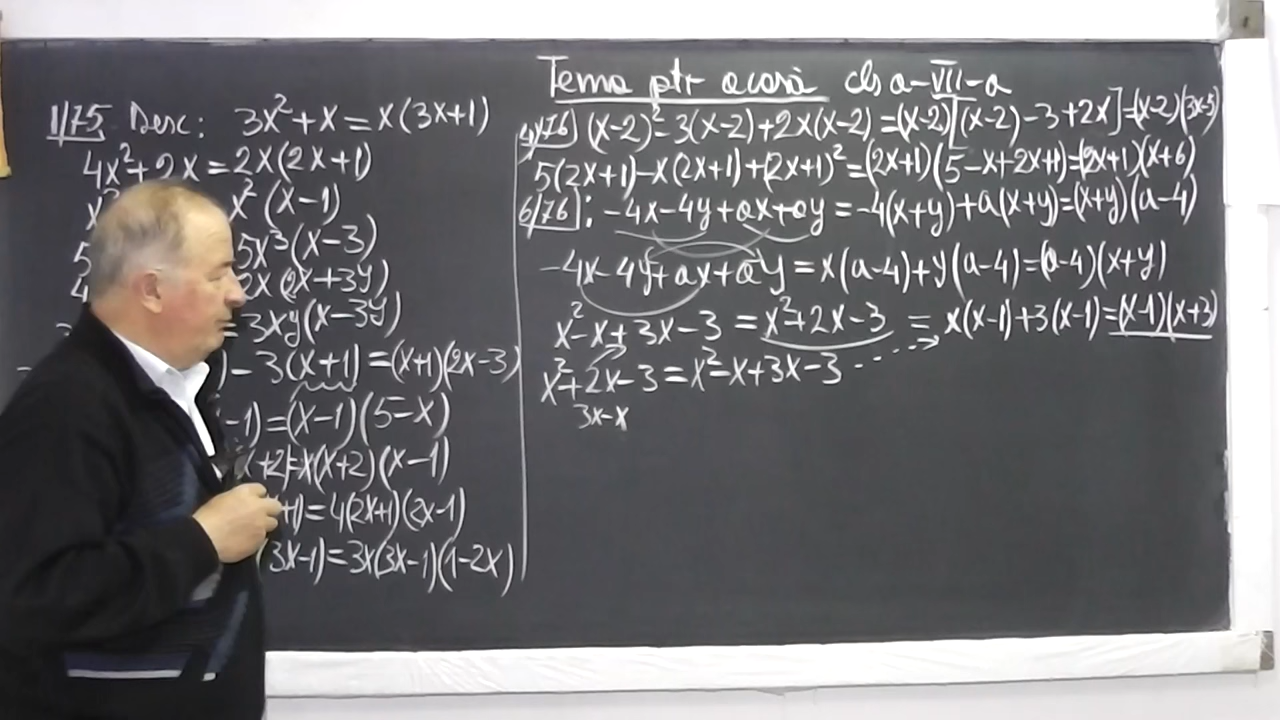 1/75 Desc: 3x²+x=x(3x+1)
4x²+2x=2x(2x+1)
x²(x-1)
5x³(x-3)
2x(2x+3y)
=3xy(x-3y)
)-3(x+1)=(x+1)(2x-3)
-1)=(x-1)(5-x)
x+2)=x(x+2)(x-1)
+1)=4(2x+1)(2x-1)
(3x-1)=3x(3x-1)(1-2x)
Tema ptr acasă cls a-VII-a
4/76 (x-2)²-3(x-2)+2x(x-2)=(x-2)[(x-2)-3+2x]=(x-2)(3x-5)
5(2x+1)-x(2x+1)+(2x+1)²=(2x+1)(5-x+2x+1)=(2x+1)(x+6)
6/76: -4x-4y+ax+ay=-4(x+y)+a(x+y)=(x+y)(a-4)
-4x-4y+ax+ay=x(a-4)+y(a-4)=(a-4)(x+y)
x²-x+3x-3=x²+2x-3=x(x-1)+3(x-1)=(x-1)(x+3)
x²+2x-3=x²-x+3x-3
3x-x